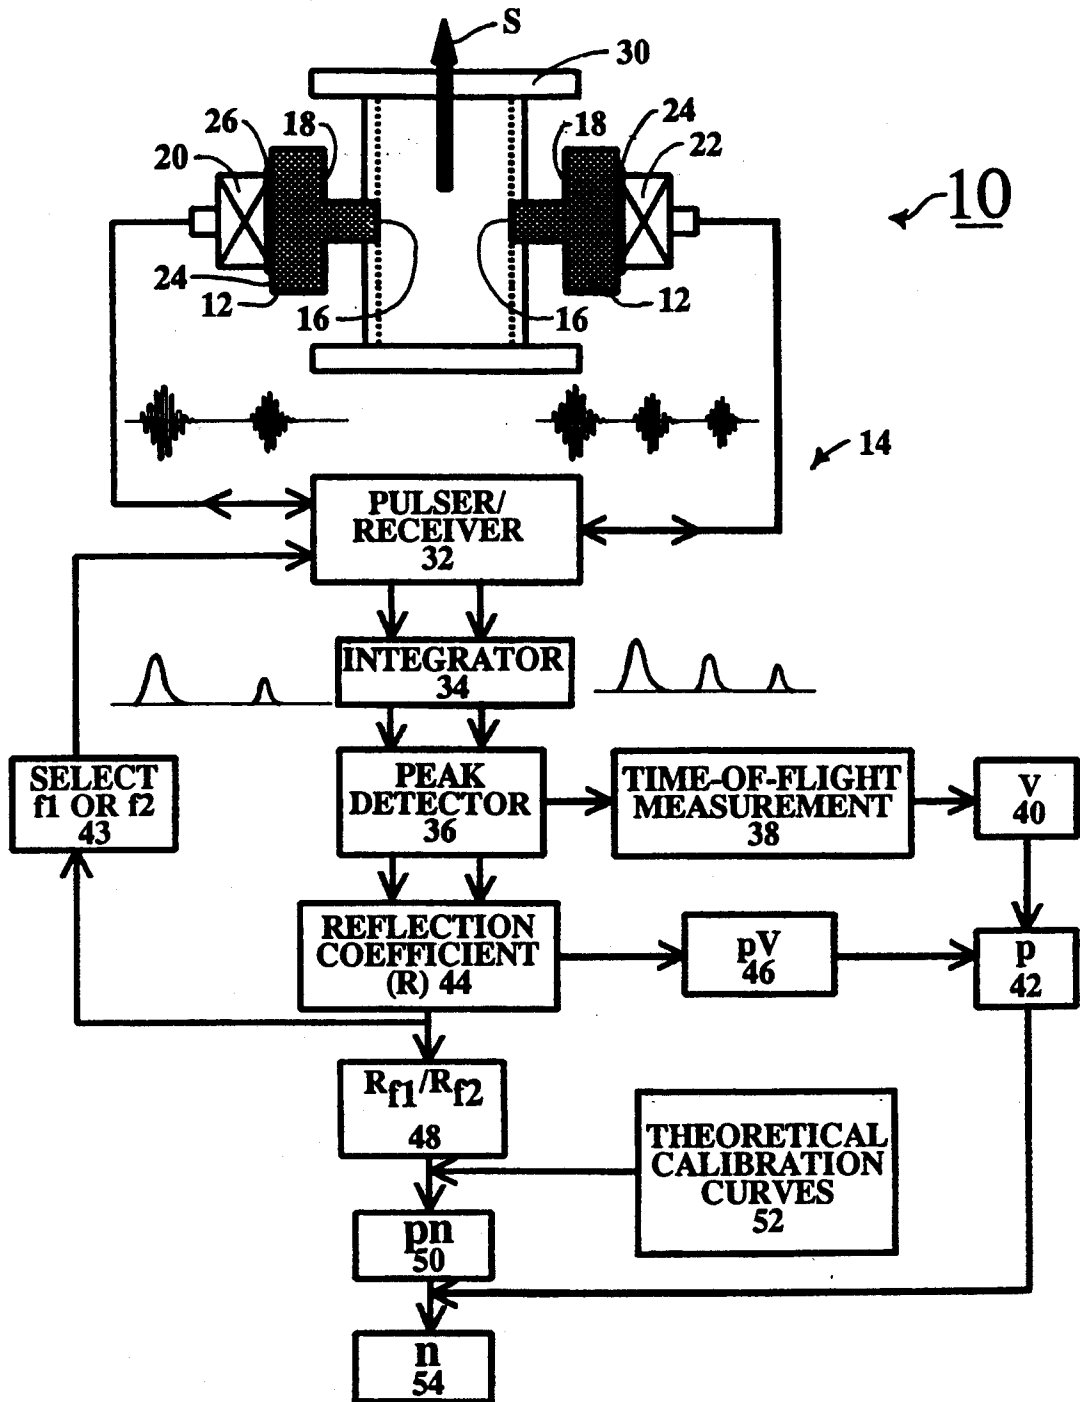 S
30
26
18
18
24
20
22
10
24
12
16
16
12
14
PULSER/
RECEIVER
32
INTEGRATOR
34
SELECT
f1 OR f2
43
PEAK
DETECTOR
36
TIME-OF-FLIGHT
MEASUREMENT
38
V
40
REFLECTION
COEFFICIENT
(R) 44
pV
46
p
42
Rf1/Rf2
48
THEORETICAL
CALIBRATION
CURVES
52
pn
50
n
54